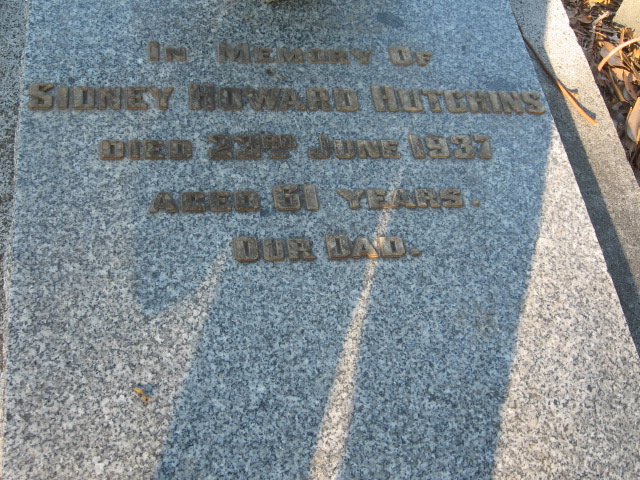 In Memory Of
Sidney Howard Hutchins
Died 23rd June 1937
Aged 61 years.
Our Dad.